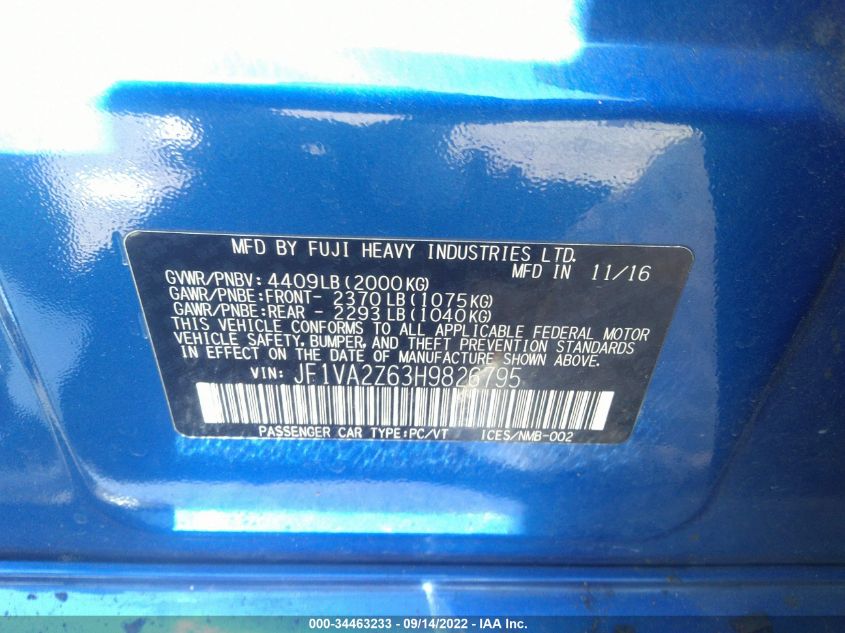 MFD BY FUJI HEAVY INDUSTRIES LTD.
MFD IN 11/16
GVWR/PNBV: 4409LB(2000KG)
GAWR/PNBE:FRONT- 2370LB(1075KG)
GAWR/PNBE:REAR - 2293LB(1040KG)
THIS VEHICLE CONFORMS TO ALL APPLICABLE FEDERAL MOTOR
VEHICLE SAFETY, BUMPER, AND THEFT PREVENTION STANDARDS
IN EFFECT ON THE DATE OF MANUFACTURE SHOWN ABOVE.
VIN: JF1VA2Z63H9826795
PASSENGER CAR TYPE:PC/VT ICES/NMB-002
000-34463233 - 09/14/2022 - IAA Inc.